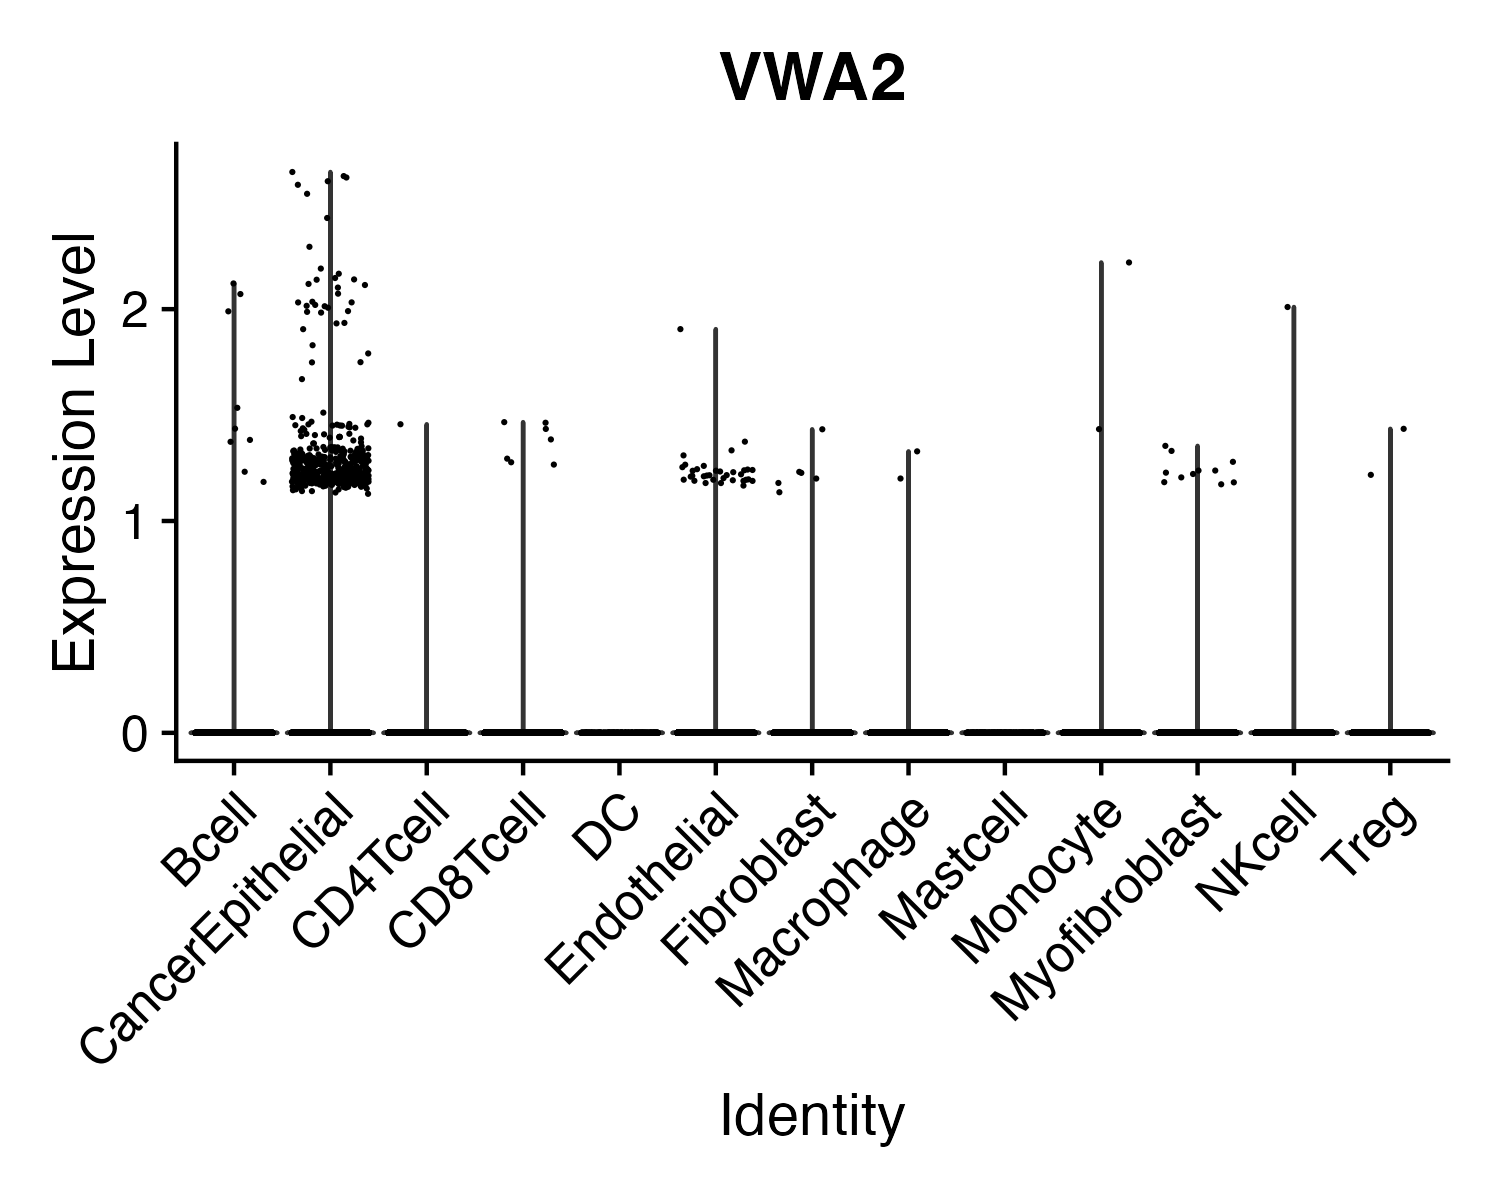 VWA2
Expression Level
2
1
0
Bcell
CancerEpithelial
CD4Tcell
CD8Tcell
DC
Endothelial
Fibroblast
Macrophage
Mastcell
Monocyte
Myofibroblast
NKcell
Treg
Identity